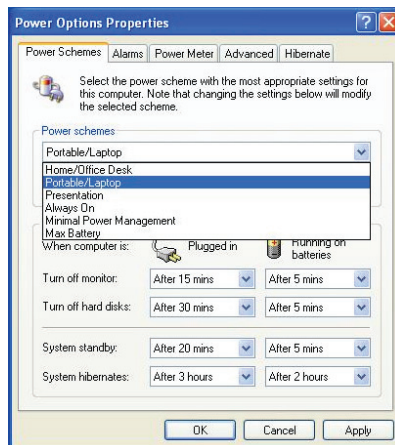 Power Options Properties
Power Schemes Alarms Power Meter Advanced Hibernate
Select the power scheme with the most appropriate settings for
this computer. Note that changing the settings below will modify
the selected scheme.
Power schemes
Portable/Laptop
Home/Office Desk
Portable/Laptop
Presentation
Always On
Minimal Power Management
Max Battery
When computer is: Plugged in Running on
batteries
Turn off monitor: After 15 mins After 5 mins
Turn off hard disks: After 30 mins After 5 mins
System standby: After 20 mins After 5 mins
System hibernates: After 3 hours After 2 hours
OK Cancel Apply